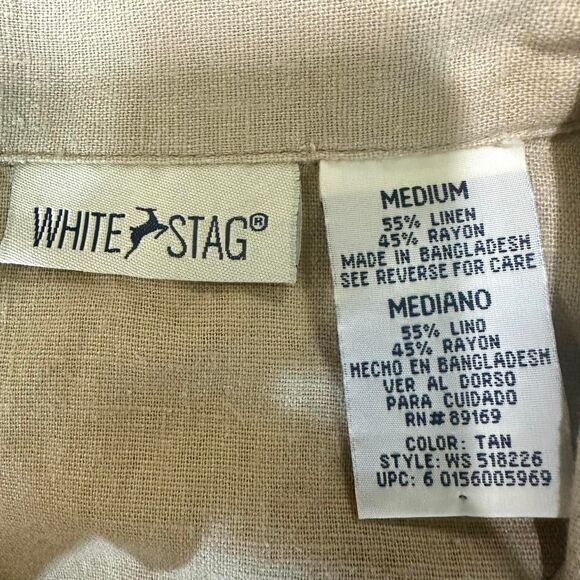 WHITE STAG®
MEDIUM
55% LINEN
45% RAYON
MADE IN BANGLADESH
SEE REVERSE FOR CARE
MEDIANO
55% LINO
45% RAYON
HECHO EN BANGLADESH
VER AL DORSO
PARA CUIDADO
RN# 89169
COLOR: TAN
STYLE: WS 518226
UPC: 6 0156005969